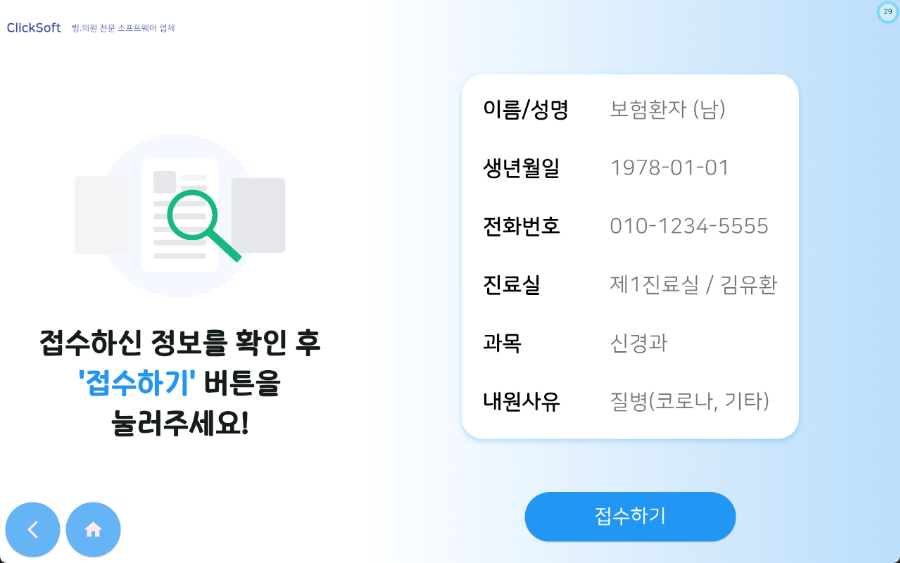 ClickSoft 병.의원 전문 소프트웨어 업체
29
접수하신 정보를 확인 후
'접수하기' 버튼을
눌러주세요!
이름/성명 보험환자 (남)
생년월일 1978-01-01
전화번호 010-1234-5555
진료실 제1진료실 / 김유환
과목 신경과
내원사유 질병(코로나, 기타)
접수하기